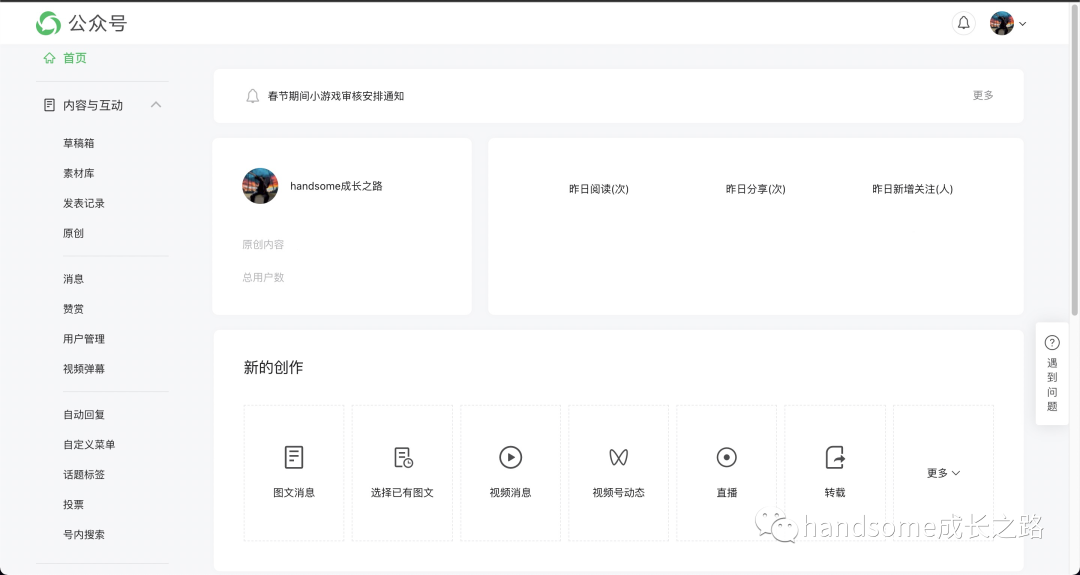 公众号
首页
内容与互动
草稿箱
素材库
发表记录
原创
消息
赞赏
用户管理
视频弹幕
自动回复
自定义菜单
话题标签
投票
号内搜索
春节期间小游戏审核安排通知
更多
handsome成长之路
原创内容
总用户数
昨日阅读(次)
昨日分享(次)
昨日新增关注(人)
新的创作
图文消息
选择已有图文
视频消息
视频号动态
直播
转载
更多
遇到问题
handsome成长之路